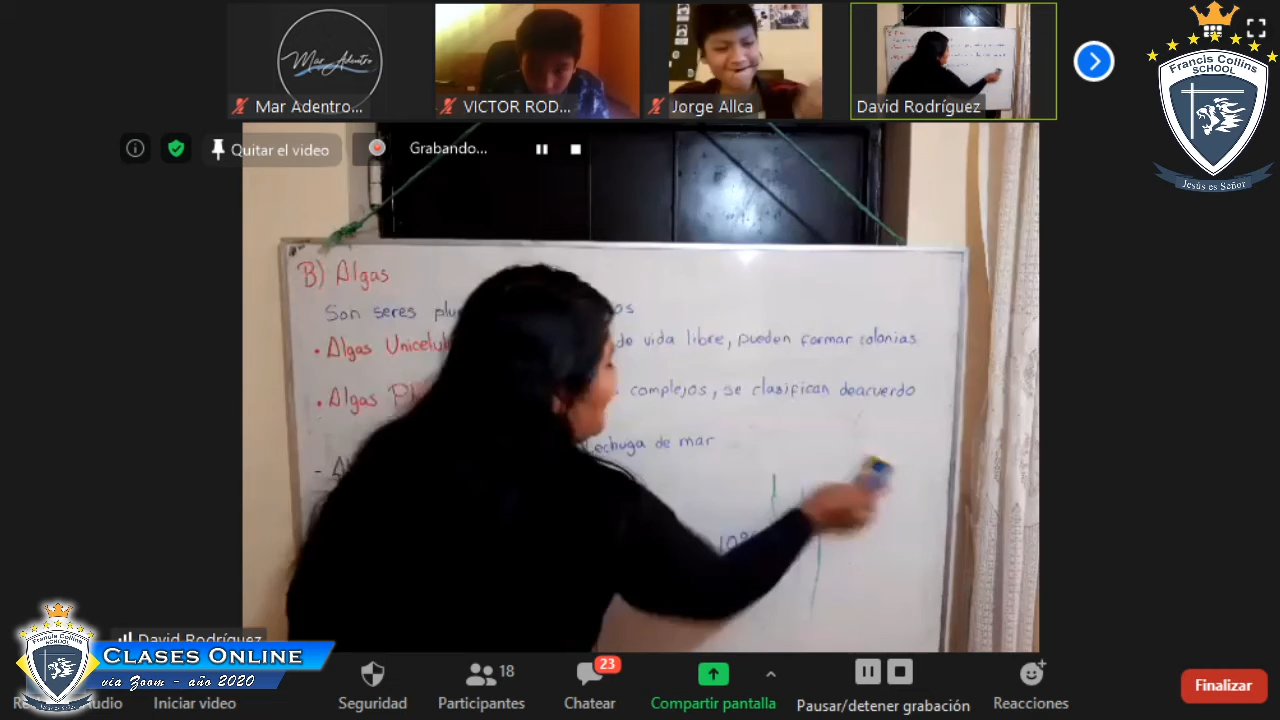 Mar Adentro
Mar Adentro...
VICTOR ROD...
Jorge Allca
David Rodríguez
Francis Collins
SCHOOL
Jesús es Señor
Quitar el video
Grabando...
B) Algas
Son seres
• Algas de vida libre, pueden formar colonias
• Algas complejos, se clasifican deacuerdo
Lechuga de mar
-
David Rodríguez
CLASES ONLINE
vía Zoom - año 2020
Iniciar video
Seguridad
18
Participantes
23
Chatear
Compartir pantalla
Pausar/detener grabación
Reacciones
Finalizar